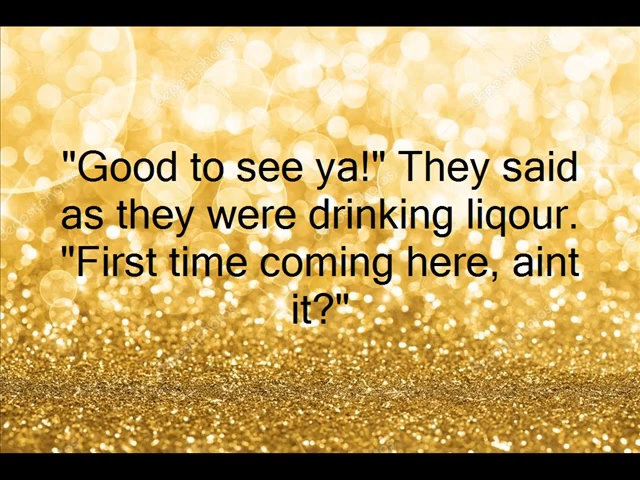 "Good to see ya!" They said
as they were drinking liqour.
"First time coming here, aint
it?"